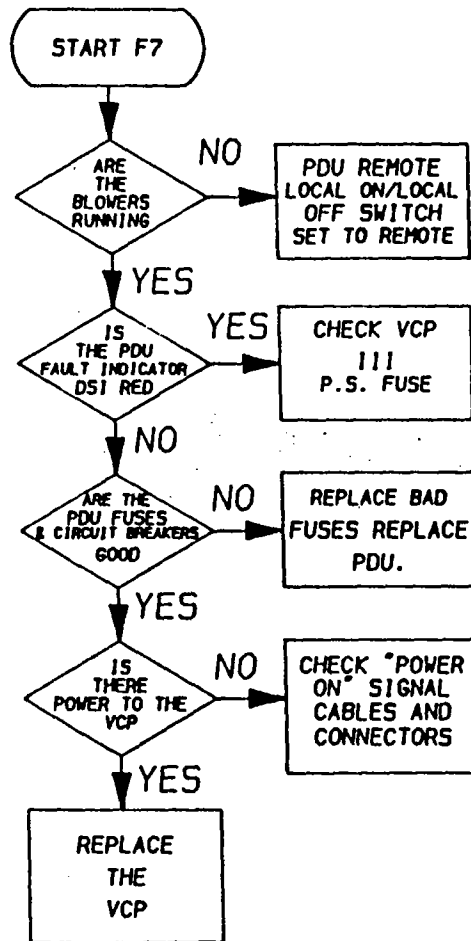 START F7
ARE
THE
BLOWERS
RUNNING
NO
PDU REMOTE
LOCAL ON/LOCAL
OFF SWITCH
SET TO REMOTE
YES
IS
THE PDU
FAULT INDICATOR
DSI RED
YES
CHECK VCP
III
P.S. FUSE
NO
ARE THE
PDU FUSES
& CIRCUIT BREAKERS
GOOD
NO
REPLACE BAD
FUSES REPLACE
PDU.
YES
IS
THERE
POWER TO THE
VCP
NO
CHECK "POWER
ON" SIGNAL
CABLES AND
CONNECTORS
YES
REPLACE
THE
VCP